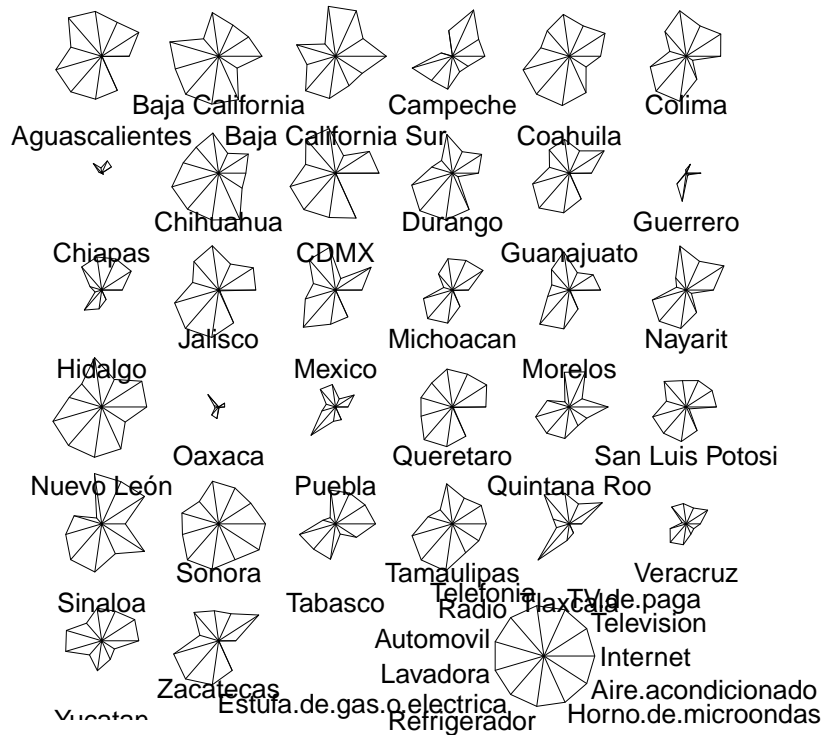 Baja California
Campeche
Colima
Aguascalientes
Baja California Sur
Coahuila
Chihuahua
Durango
Guerrero
Chiapas
CDMX
Guanajuato
Jalisco
Michoacan
Nayarit
Hidalgo
Mexico
Morelos
Oaxaca
Queretaro
San Luis Potosi
Nuevo León
Puebla
Quintana Roo
Sonora
Tamaulipas
Veracruz
Sinaloa
Tabasco
Tlaxcala
Telefonia
TV.de.paga
Radio
Television
Automovil
Internet
Lavadora
Aire.acondicionado
Zacatecas
Estufa.de.gas.o.electrica
Horno.de.microondas
Refrigerador
Yucatan